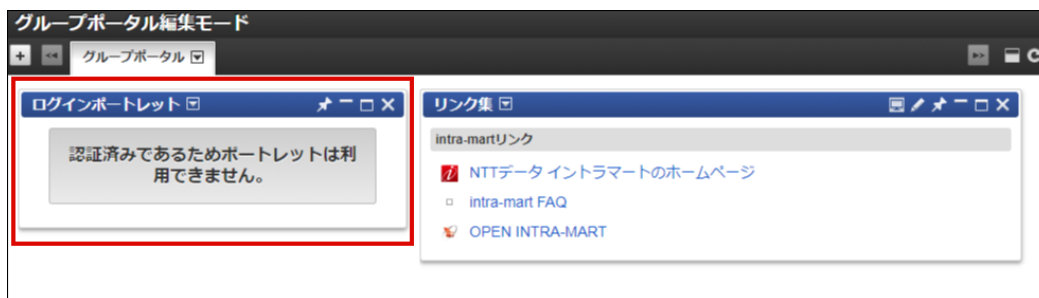 グループポータル編集モード
グループポータル
ログインポートレット
認証済みであるためポートレットは利
用できません。
リンク集
intra-martリンク
NTTデータ イントラマートのホームページ
intra-mart FAQ
OPEN INTRA-MART